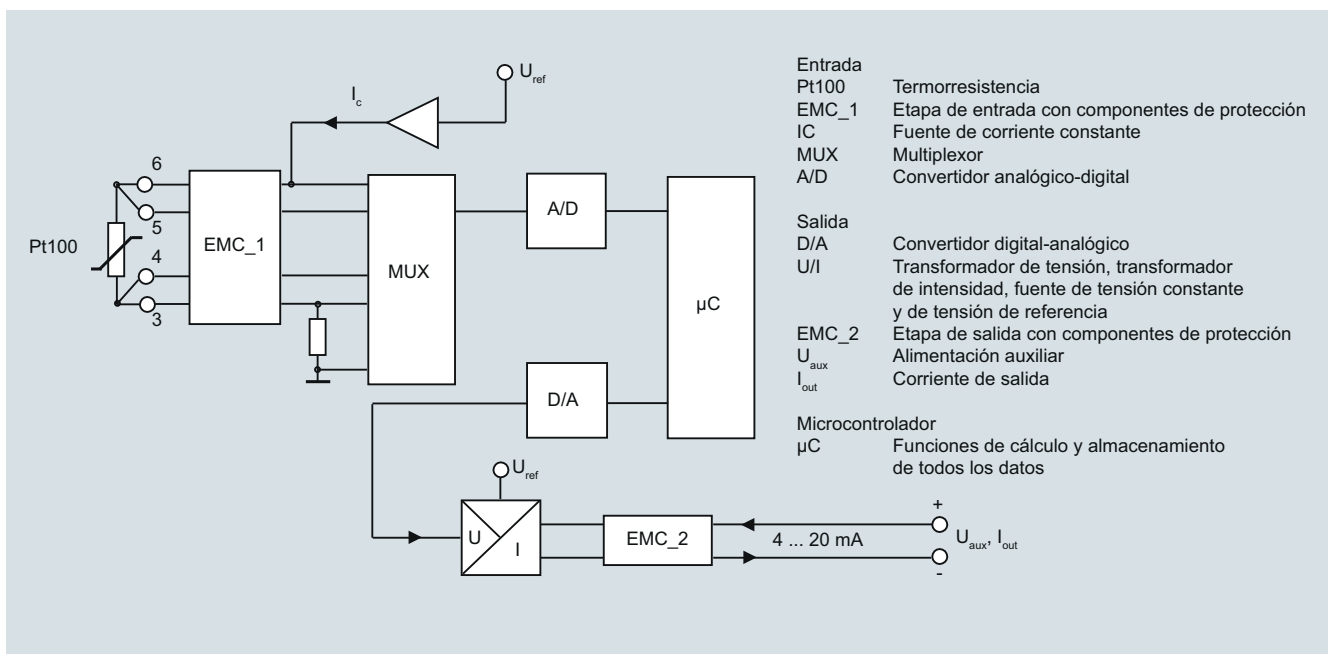 U_ref
I_c
6
5
4
3
Pt100
EMC_1
MUX
A/D
µC
D/A
U_ref
U
I
EMC_2
4 ... 20 mA
+
-
U_aux, I_out
Entrada
Pt100 Termorresistencia
EMC_1 Etapa de entrada con componentes de protección
IC Fuente de corriente constante
MUX Multiplexor
A/D Convertidor analógico-digital
Salida
D/A Convertidor digital-analógico
U/I Transformador de tensión, transformador
de intensidad, fuente de tensión constante
y de tensión de referencia
EMC_2 Etapa de salida con componentes de protección
U_aux Alimentación auxiliar
I_out Corriente de salida
Microcontrolador
µC Funciones de cálculo y almacenamiento
de todos los datos